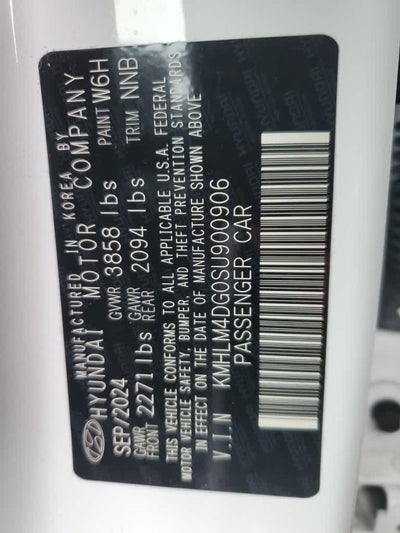 MANUFACTURED IN KOREA BY
HYUNDAI MOTOR COMPANY
SEP/2024 GVWR 3858 lbs PAINT W6H
GAWR FRONT 2271 lbs GAWR REAR 2094 lbs TRIM NNB
THIS VEHICLE CONFORMS TO ALL APPLICABLE U.S.A. FEDERAL
MOTOR VEHICLE SAFETY, BUMPER, AND THEFT PREVENTION STANDARDS
IN EFFECT ON THE DATE OF MANUFACTURE SHOWN ABOVE
V.I.N KMHLM4DG0SU900906
PASSENGER CAR